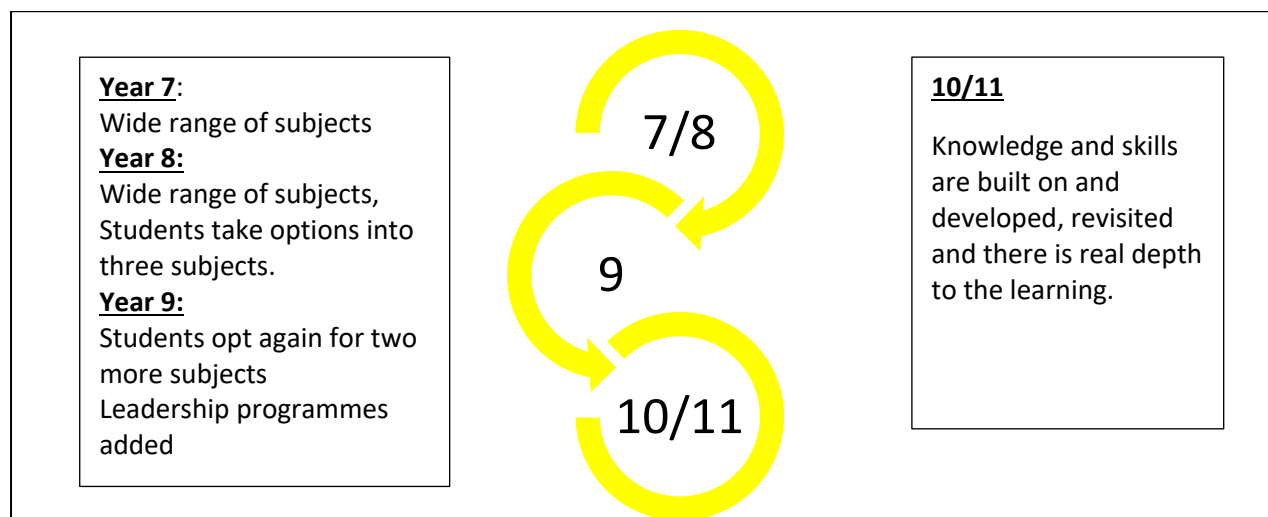 Year 7:
Wide range of subjects
Year 8:
Wide range of subjects,
Students take options into
three subjects.
Year 9:
Students opt again for two
more subjects
Leadership programmes
added
7/8
9
10/11
10/11
Knowledge and skills
are built on and
developed, revisited
and there is real depth
to the learning.